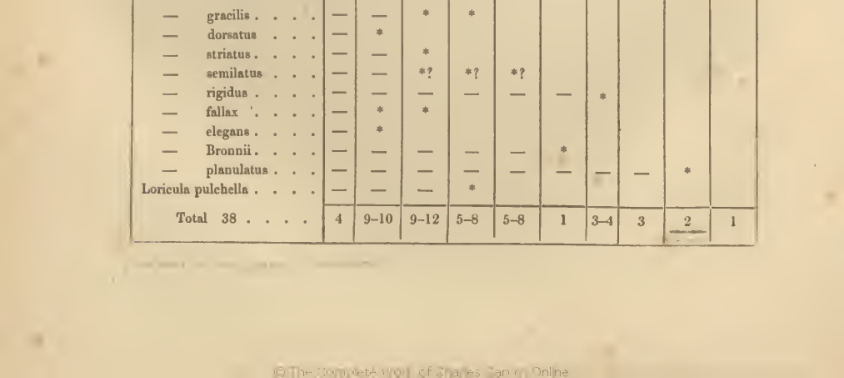 — gracilis . . . . — — * *
— dorsatus . . . — *
— striatus . . . . — — *
— semilatus . . . — — *? *? *?
— rigidus . . . . — — — — — — *
— fallax . . . . — * *
— elegans . . . . — *
— Bronnii . . . . — — — — — *
— planulatus . . . — — — — — — — — *
Loricula pulchella . . . . — — — *
Total 38 . . . . 4 9–10 9–12 5–8 5–8 1 3–4 3 2 1
© The Complete Work of Charles Darwin Online